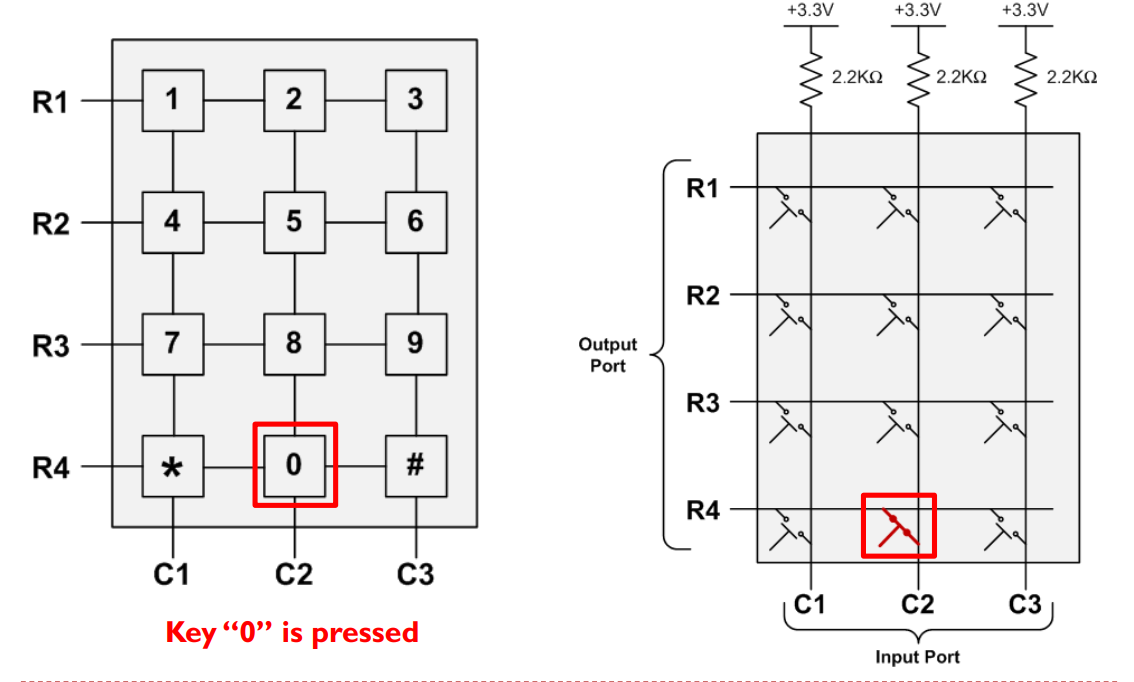 R1 1 2 3
R2 4 5 6
R3 7 8 9
R4 * 0 #
C1 C2 C3
Key “0” is pressed
+3.3V +3.3V +3.3V
2.2KΩ 2.2KΩ 2.2KΩ
R1
R2
Output
Port
R3
R4
C1 C2 C3
Input Port